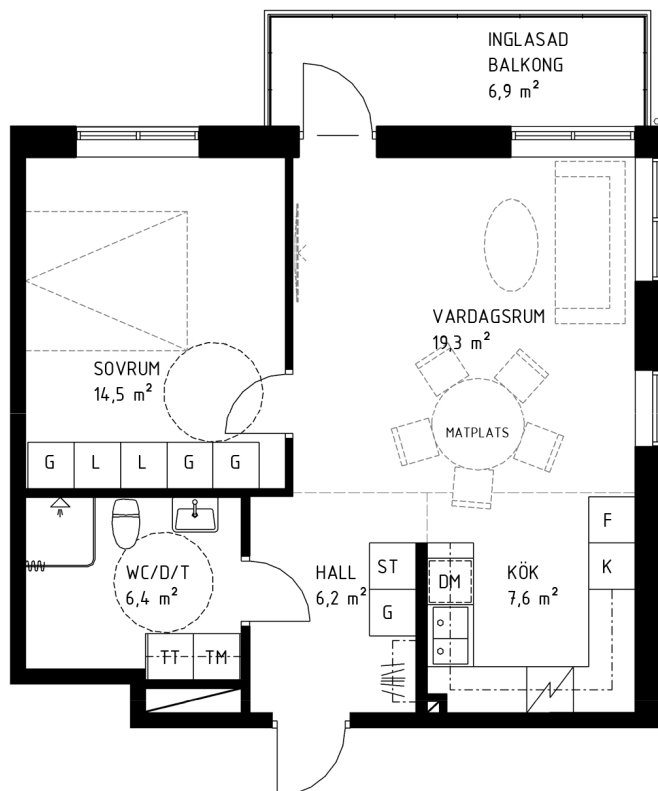 INGLASAD
BALKONG
6,9 m²
VARDAGSRUM
19,3 m²
SOVRUM
14,5 m²
MATPLATS
G L L G G
F
WC/D/T
6,4 m²
HALL
6,2 m²
ST
DM
KÖK
7,6 m²
K
G
TT TM